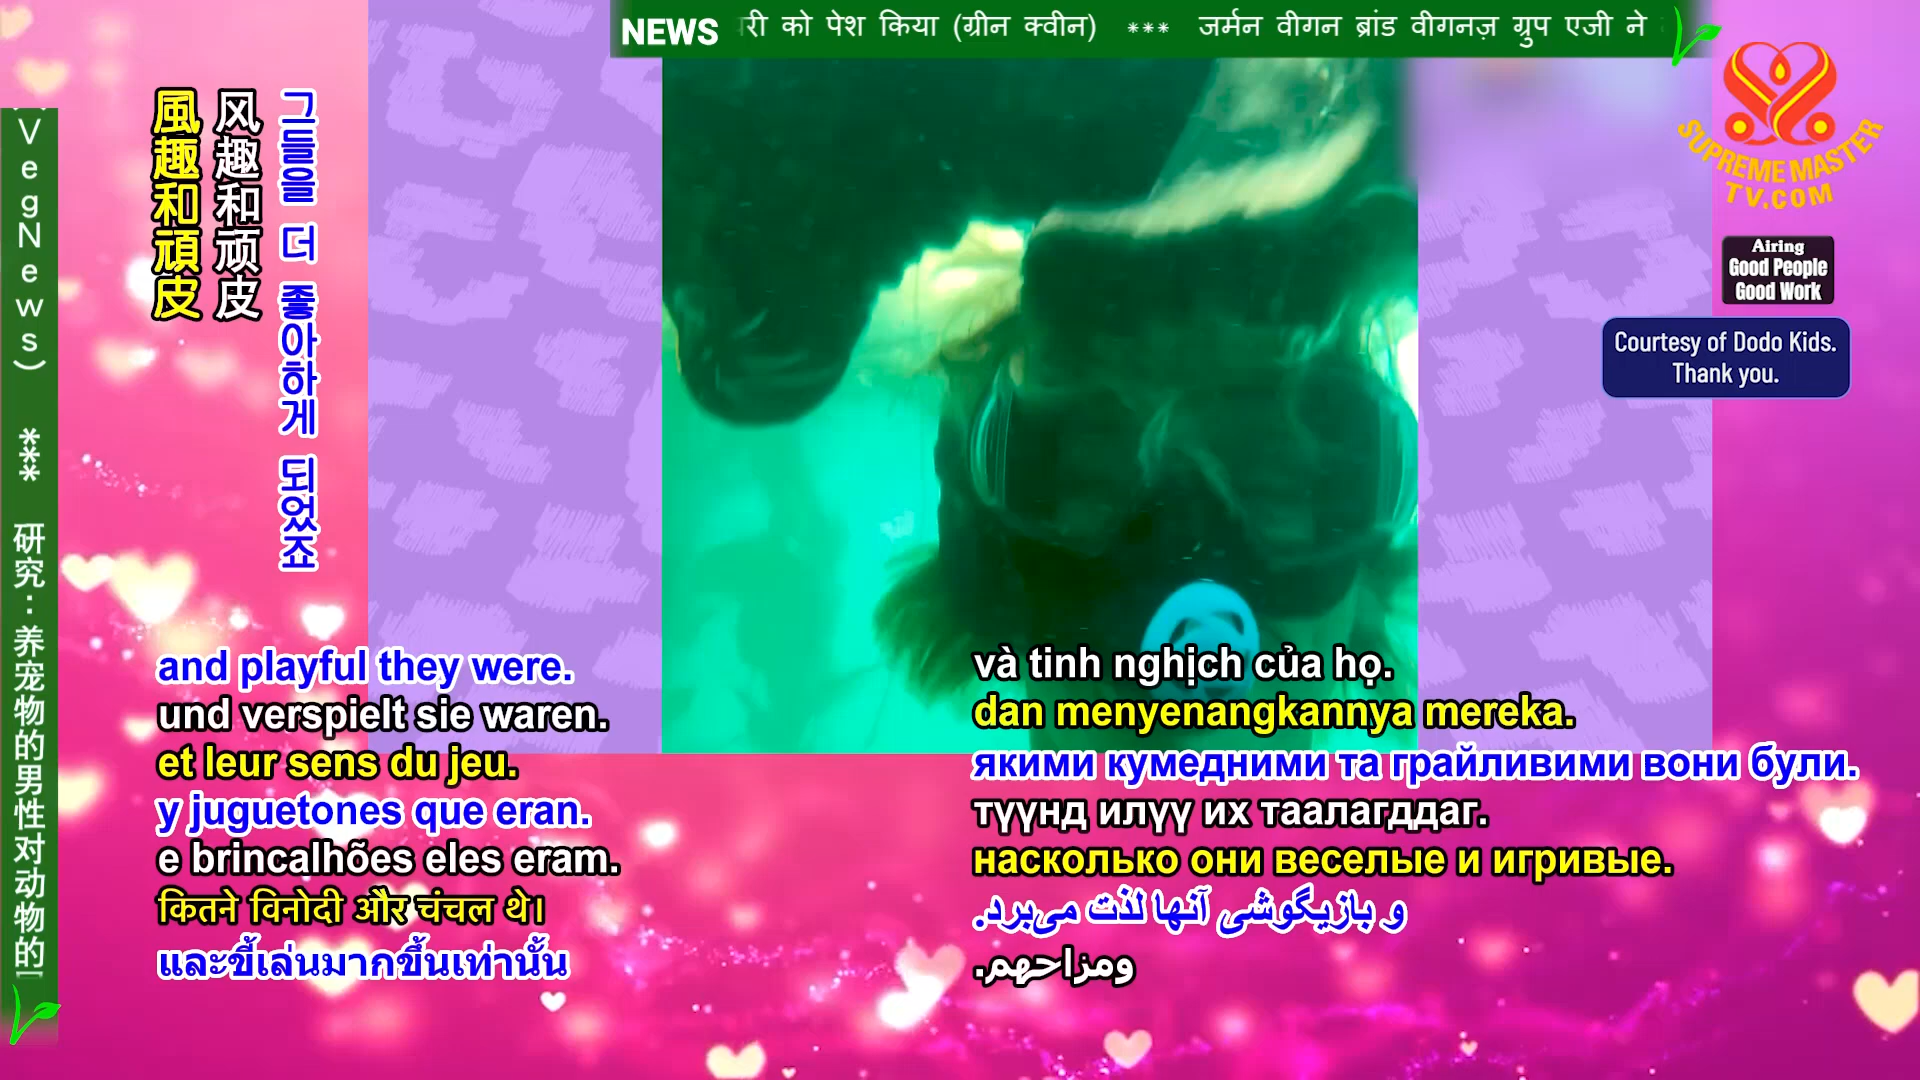 NEWS
री को पेश किया (ग्रीन क्वीन) *** जर्मन वीगन ब्रांड वीगनज़ ग्रुप एजी ने
SUPREME MASTER
TV.COM
Airing
Good People
Good Work
Courtesy of Dodo Kids.
Thank you.
VegNews) *** 研究：养宠物的男性对动物的
風趣和頑皮
风趣和顽皮
그들을 더 좋아하게 되었죠
and playful they were.
und verspielt sie waren.
et leur sens du jeu.
y juguetones que eran.
e brincalhões eles eram.
कितने विनोदी और चंचल थे।
และขี้เล่นมากขึ้นเท่านั้น
và tinh nghịch của họ.
dan menyenangkannya mereka.
якими кумедними та грайливими вони були.
түүнд илүү их таалагддаг.
насколько они веселые и игривые.
و بازیگوشی آنها لذت می‌برد.
ومزاحهم.